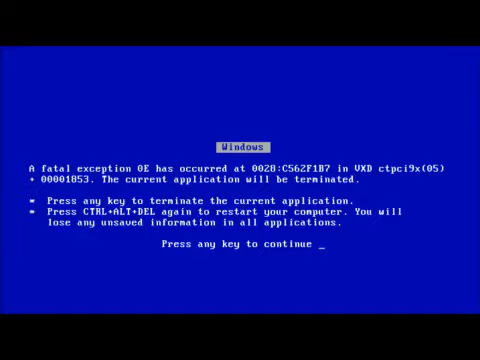 Windows
A fatal exception 0E has occurred at 0028:C562F1B7 in VXD ctpci9x(05)
+ 00001853. The current application will be terminated.
* Press any key to terminate the current application.
* Press CTRL+ALT+DEL again to restart your computer. You will
lose any unsaved information in all applications.
Press any key to continue _